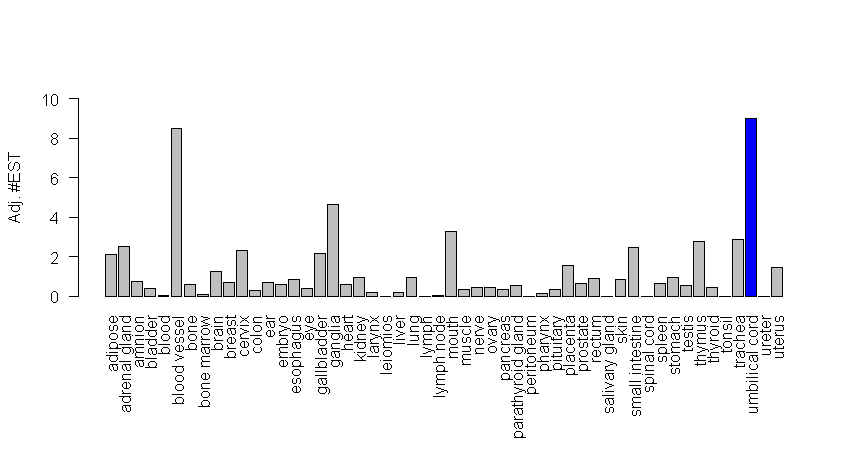 Adj. #EST
10
8
6
4
2
0
adipose
adrenal gland
amnion
bladder
blood
blood vessel
bone
bone marrow
brain
breast
cervix
colon
ear
embryo
esophagus
eye
gallbladder
ganglia
heart
kidney
larynx
leiomios
liver
lung
lymph
lymph node
mouth
muscle
nerve
ovary
pancreas
parathyroid gland
peritoneum
pharynx
pituitary
placenta
prostate
rectum
salivary gland
skin
small intestine
spinal cord
spleen
stomach
testis
thymus
thyroid
tonsil
trachea
umbilical cord
ureter
uterus